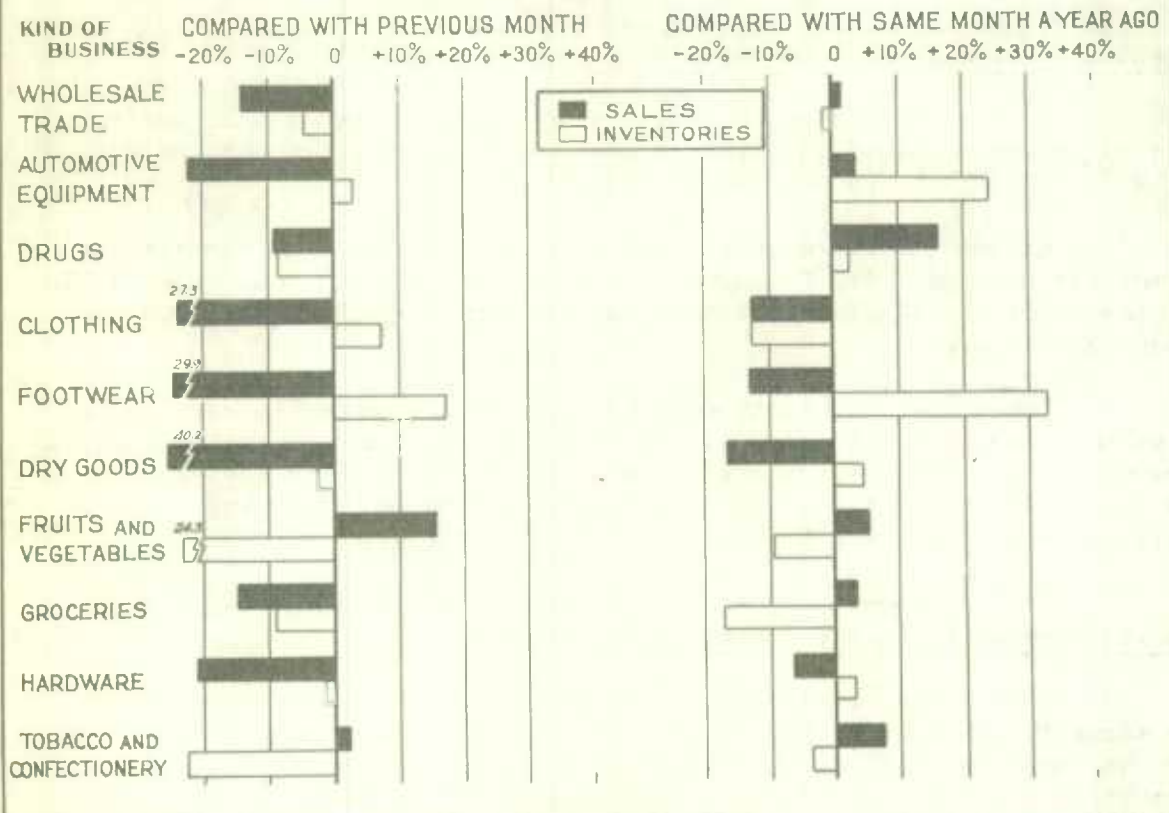 KIND OF BUSINESS
COMPARED WITH PREVIOUS MONTH
-20% -10% 0 +10% +20% +30% +40%
COMPARED WITH SAME MONTH A YEAR AGO
-20% -10% 0 +10% +20% +30% +40%
SALES
INVENTORIES
WHOLESALE
TRADE
AUTOMOTIVE
EQUIPMENT
DRUGS
27.3
CLOTHING
29.9
FOOTWEAR
40.2
DRY GOODS
FRUITS AND
VEGETABLES
GROCERIES
HARDWARE
TOBACCO AND
CONFECTIONERY